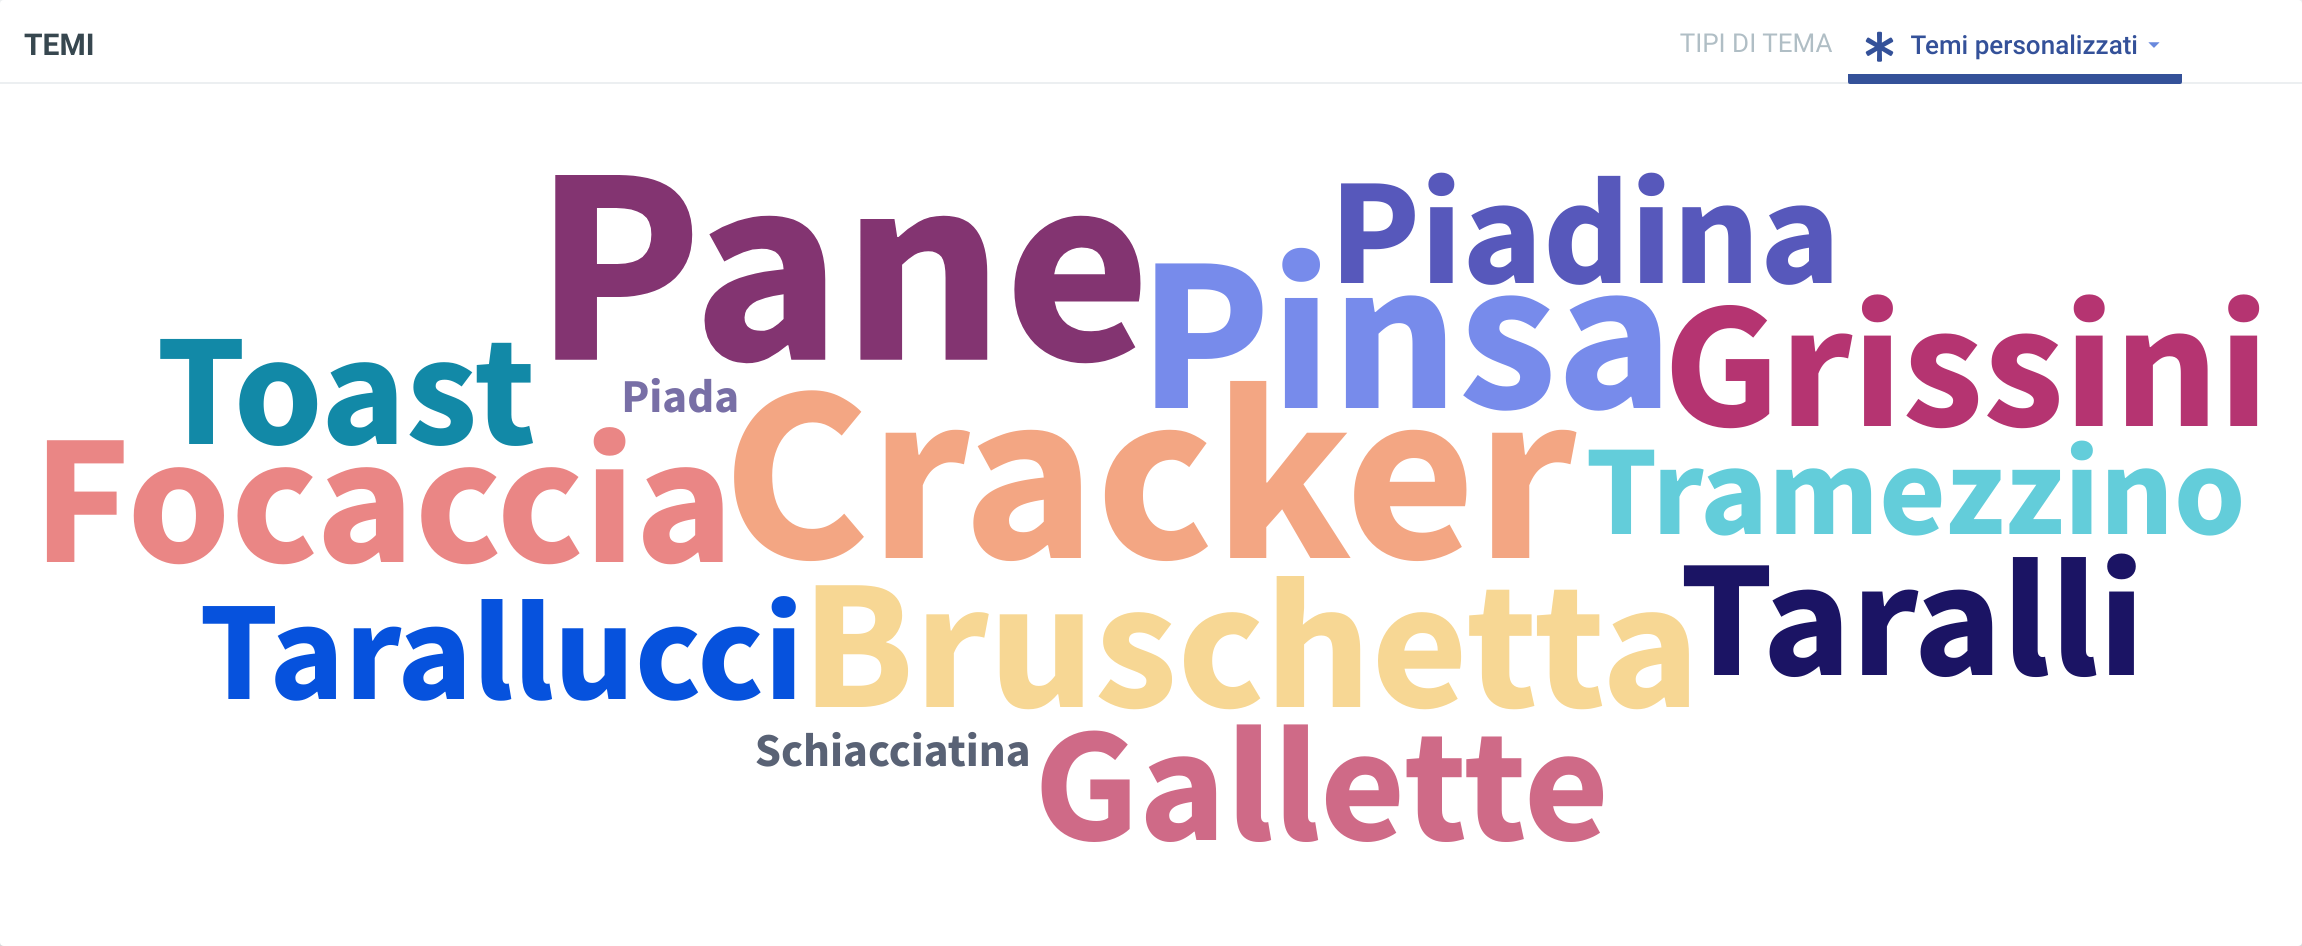 TEMI
TIPI DI TEMA
Temi personalizzati
Pane
Piadina
Pinsa
Grissini
Toast
Piada
Cracker
Focaccia
Tramezzino
Tarallucci
Bruschetta
Taralli
Schiacciatina
Gallette